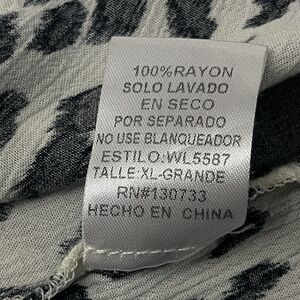 100%RAYON
SOLO LAVADO
EN SECO
POR SEPARADO
NO USE BLANQUEADOR
ESTILO:WL5587
TALLE:XL-GRANDE
RN#130733
HECHO EN CHINA